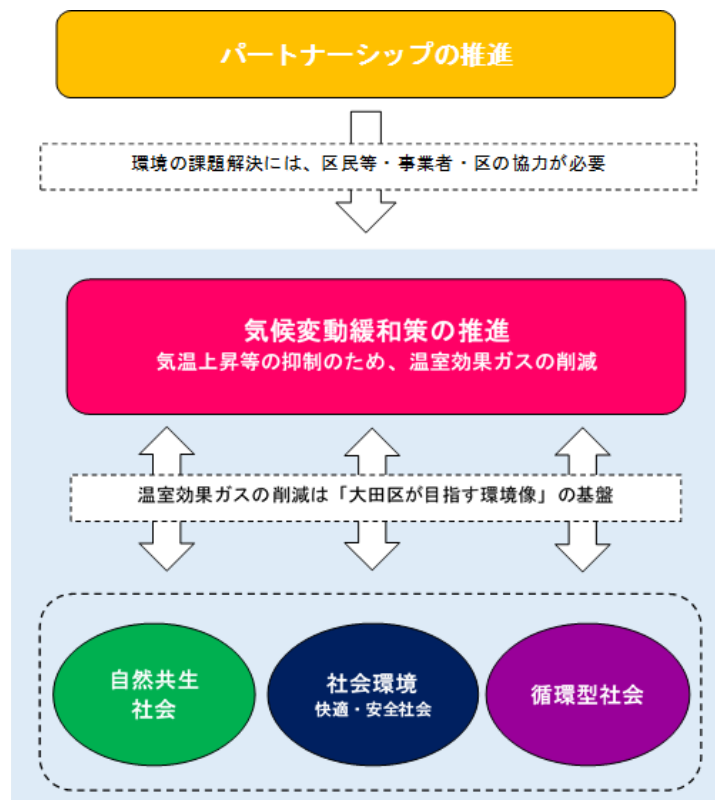 パートナーシップの推進
環境の課題解決には、区民等・事業者・区の協力が必要
気候変動緩和策の推進
気温上昇等の抑制のため、温室効果ガスの削減
温室効果ガスの削減は「大田区が目指す環境像」の基盤
自然共生
社会
社会環境
快適・安全社会
循環型社会